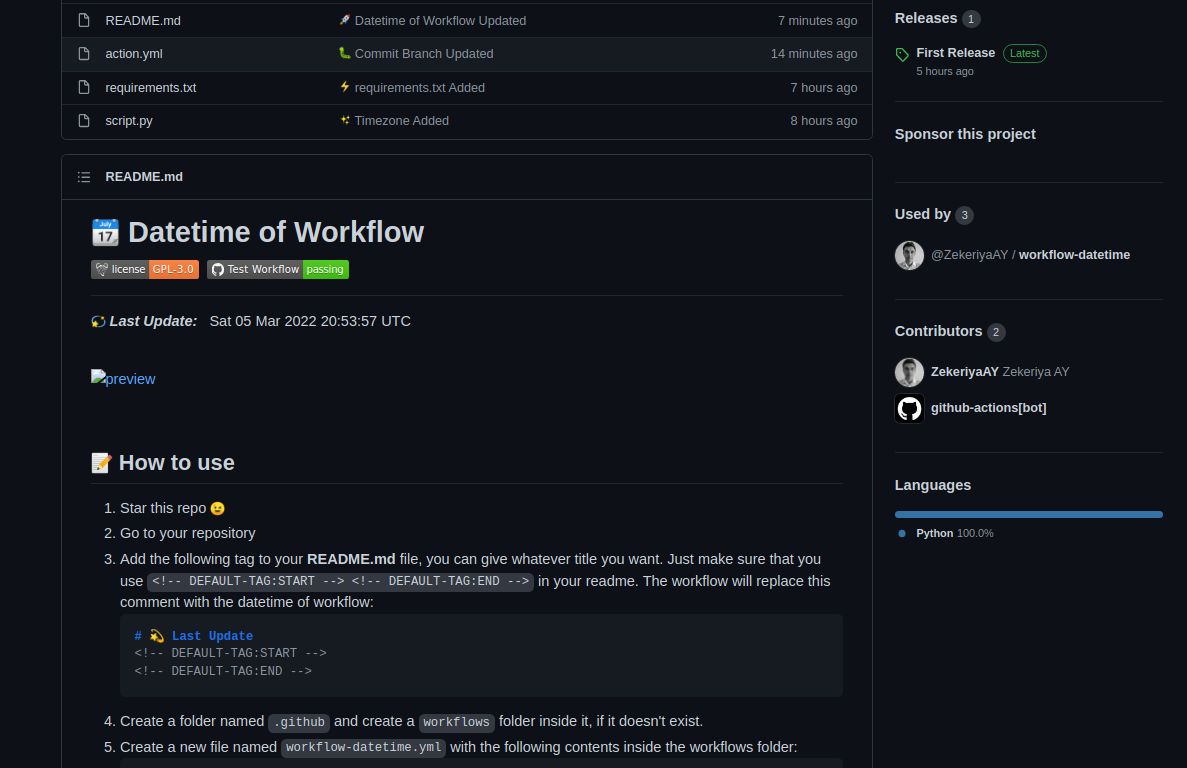 README.md 🚀 Datetime of Workflow Updated 7 minutes ago
action.yml 🐛 Commit Branch Updated 14 minutes ago
requirements.txt ⚡ requirements.txt Added 7 hours ago
script.py ✨ Timezone Added 8 hours ago
README.md
📅 Datetime of Workflow
license GPL-3.0 Test Workflow passing
💫 Last Update: Sat 05 Mar 2022 20:53:57 UTC
preview
📝 How to use
1. Star this repo 😉
2. Go to your repository
3. Add the following tag to your README.md file, you can give whatever title you want. Just make sure that you
use <!-- DEFAULT-TAG:START --> <!-- DEFAULT-TAG:END --> in your readme. The workflow will replace this
comment with the datetime of workflow:
# 💫 Last Update
<!-- DEFAULT-TAG:START -->
<!-- DEFAULT-TAG:END -->
4. Create a folder named .github and create a workflows folder inside it, if it doesn't exist.
5. Create a new file named workflow-datetime.yml with the following contents inside the workflows folder:
Releases 1
First Release Latest
5 hours ago
Sponsor this project
Used by 3
@ZekeriyaAY / workflow-datetime
Contributors 2
ZekeriyaAY Zekeriya AY
github-actions[bot]
Languages
Python 100.0%